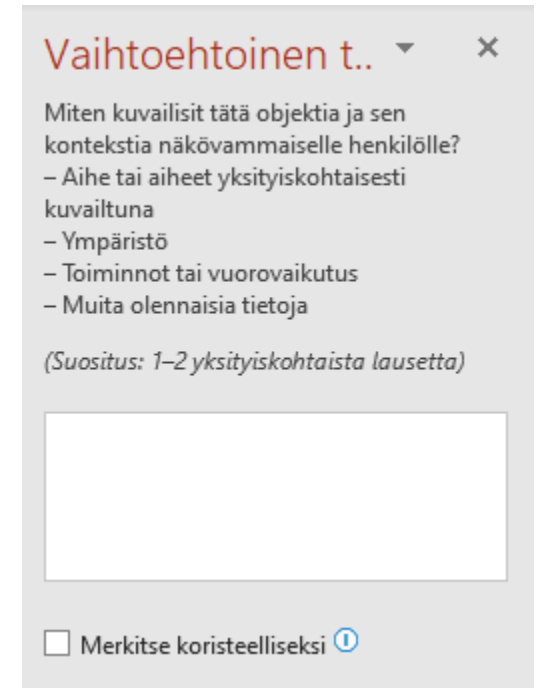 Vaihtoehtoinen t..
Miten kuvailisit tätä objektia ja sen
kontekstia näkövammaiselle henkilölle?
– Aihe tai aiheet yksityiskohtaisesti
kuvailtuna
– Ympäristö
– Toiminnot tai vuorovaikutus
– Muita olennaisia tietoja
(Suositus: 1–2 yksityiskohtaista lausetta)
Merkitse koristeelliseksi